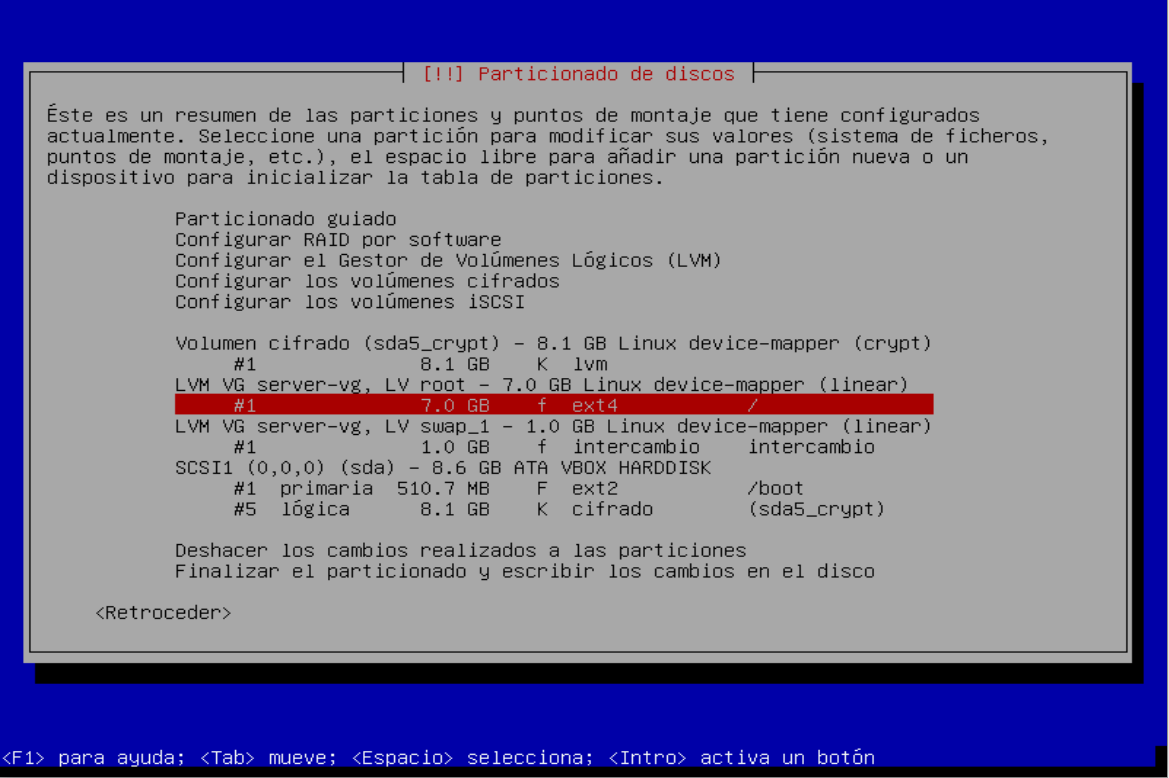 [!!] Particionado de discos
Éste es un resumen de las particiones y puntos de montaje que tiene configurados
actualmente. Seleccione una partición para modificar sus valores (sistema de ficheros,
puntos de montaje, etc.), el espacio libre para añadir una partición nueva o un
dispositivo para inicializar la tabla de particiones.
Particionado guiado
Configurar RAID por software
Configurar el Gestor de Volúmenes Lógicos (LVM)
Configurar los volúmenes cifrados
Configurar los volúmenes iSCSI
Volumen cifrado (sda5_crypt) - 8.1 GB Linux device-mapper (crypt)
#1 8.1 GB K lvm
LVM VG server-vg, LV root - 7.0 GB Linux device-mapper (linear)
#1 7.0 GB f ext4 /
LVM VG server-vg, LV swap_1 - 1.0 GB Linux device-mapper (linear)
#1 1.0 GB f intercambio intercambio
SCSI1 (0,0,0) (sda) - 8.6 GB ATA VBOX HARDDISK
#1 primaria 510.7 MB F ext2 /boot
#5 lógica 8.1 GB K cifrado (sda5_crypt)
Deshacer los cambios realizados a las particiones
Finalizar el particionado y escribir los cambios en el disco
<Retroceder>
<F1> para ayuda; <Tab> mueve; <Espacio> selecciona; <Intro> activa un botón